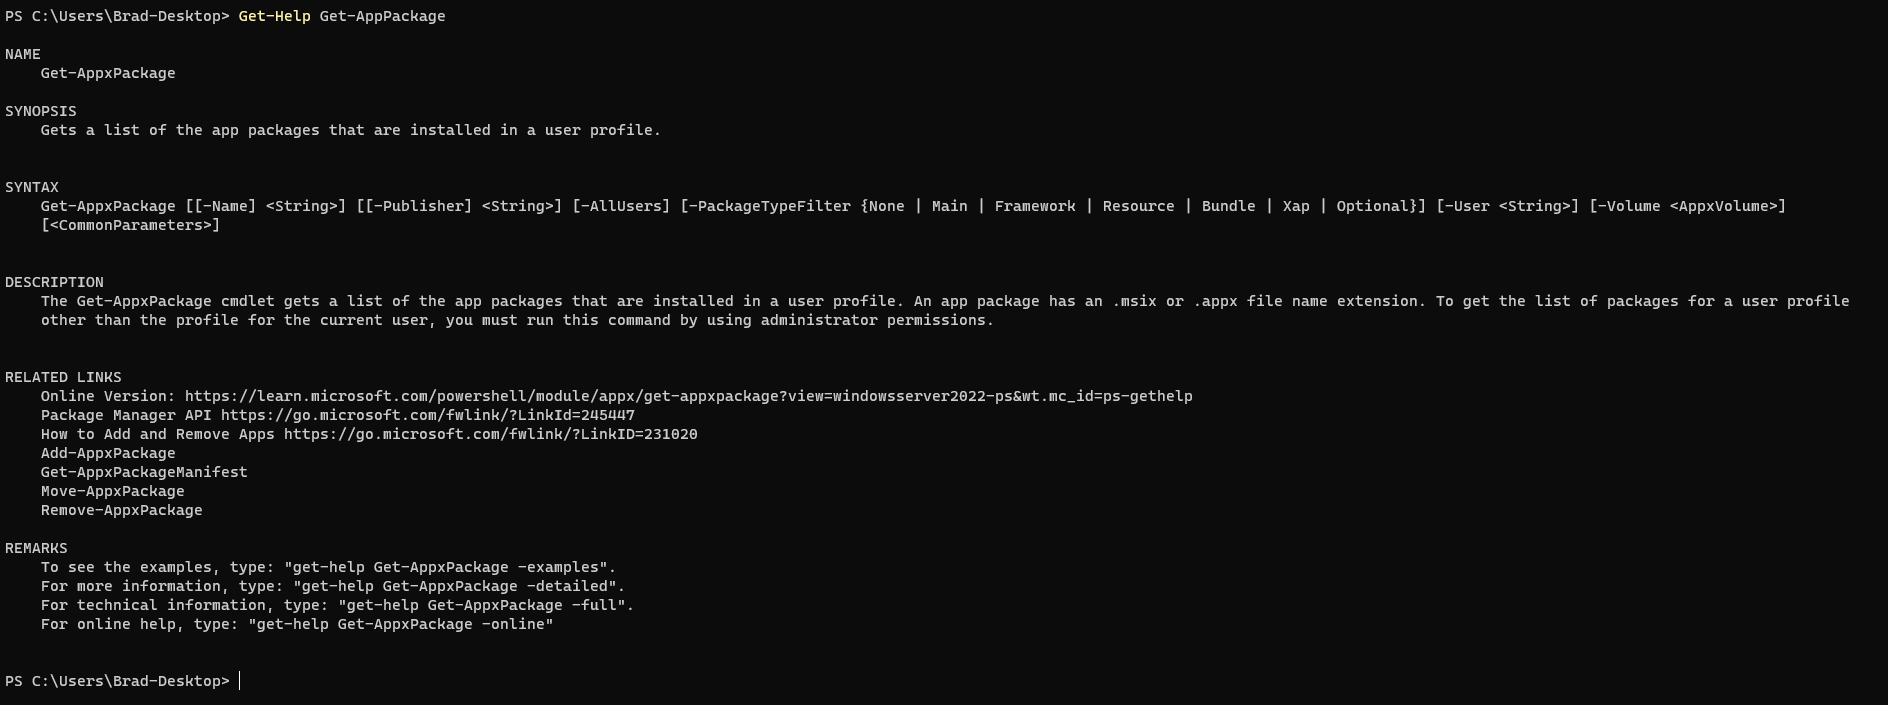 PS C:\Users\Brad-Desktop> Get-Help Get-AppPackage
NAME
Get-AppxPackage
SYNOPSIS
Gets a list of the app packages that are installed in a user profile.
SYNTAX
Get-AppxPackage [[-Name] <String>] [[-Publisher] <String>] [-AllUsers] [-PackageTypeFilter {None | Main | Framework | Resource | Bundle | Xap | Optional}] [-User <String>] [-Volume <AppxVolume>]
[<CommonParameters>]
DESCRIPTION
The Get-AppxPackage cmdlet gets a list of the app packages that are installed in a user profile. An app package has an .msix or .appx file name extension. To get the list of packages for a user profile
other than the profile for the current user, you must run this command by using administrator permissions.
RELATED LINKS
Online Version: https://learn.microsoft.com/powershell/module/appx/get-appxpackage?view=windowsserver2022-ps&wt.mc_id=ps-gethelp
Package Manager API https://go.microsoft.com/fwlink/?LinkId=245447
How to Add and Remove Apps https://go.microsoft.com/fwlink/?LinkID=231020
Add-AppxPackage
Get-AppxPackageManifest
Move-AppxPackage
Remove-AppxPackage
REMARKS
To see the examples, type: "get-help Get-AppxPackage -examples".
For more information, type: "get-help Get-AppxPackage -detailed".
For technical information, type: "get-help Get-AppxPackage -full".
For online help, type: "get-help Get-AppxPackage -online"
PS C:\Users\Brad-Desktop>